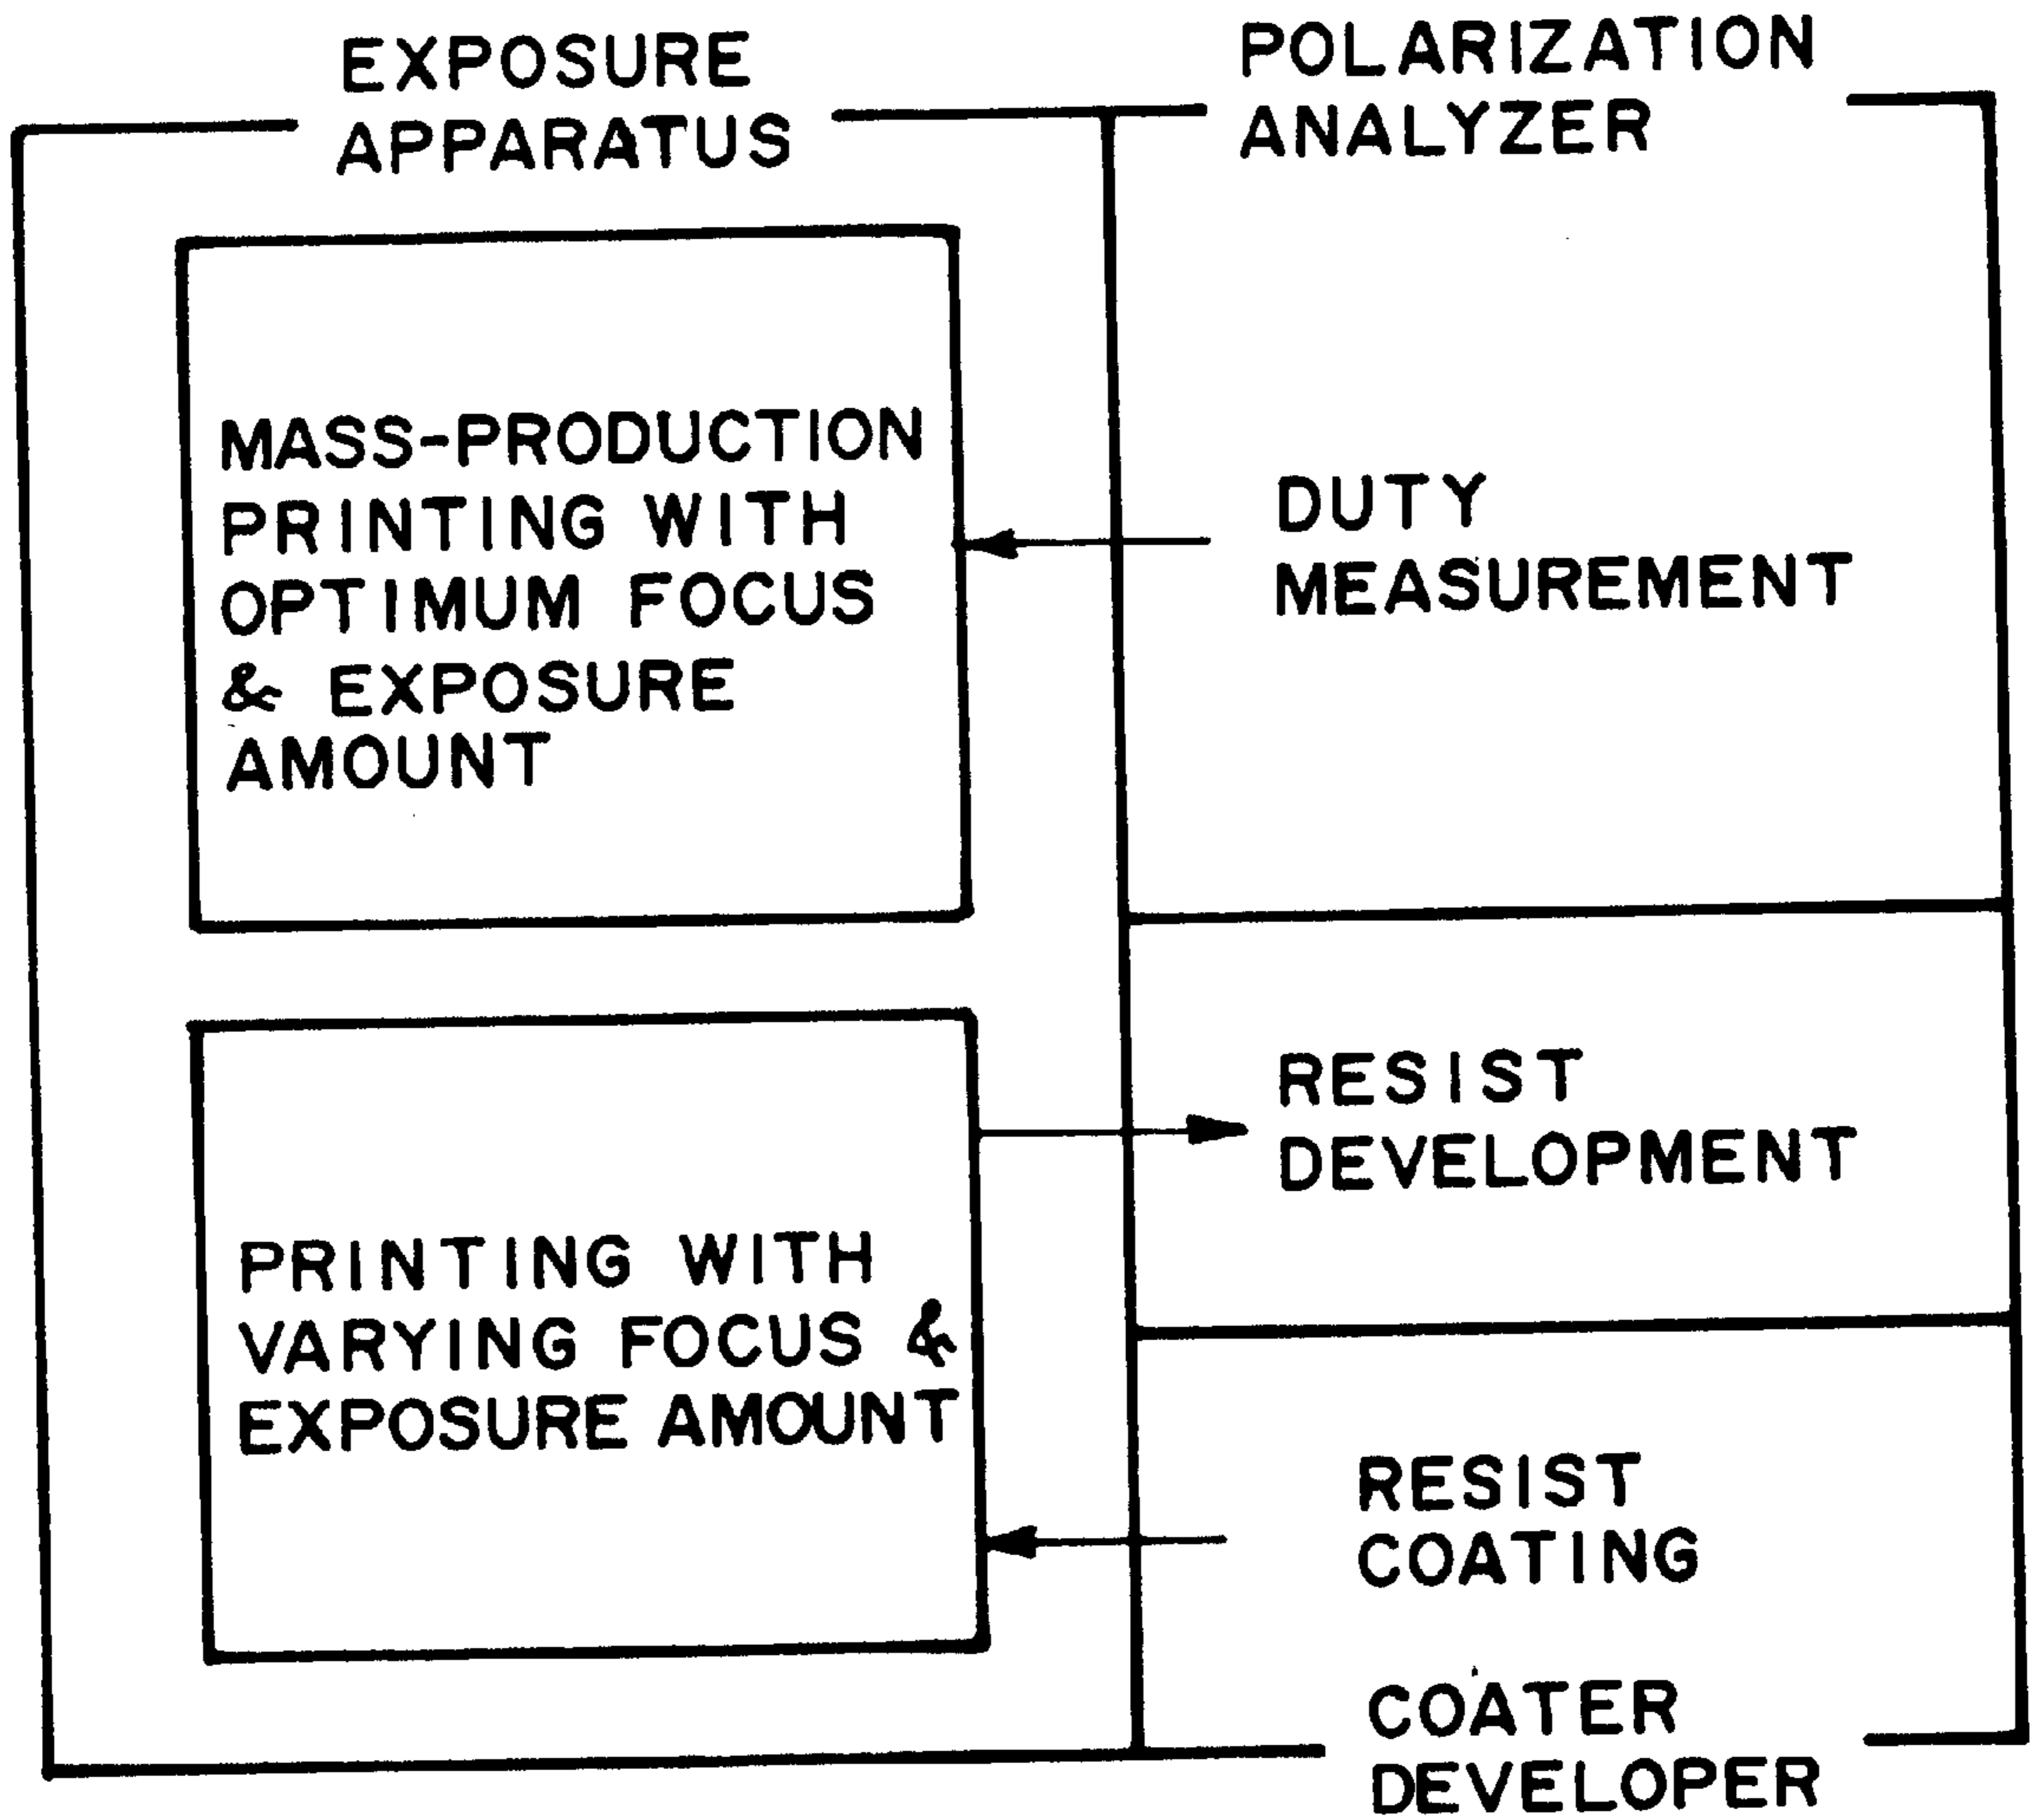 EXPOSURE
APPARATUS
POLARIZATION
ANALYZER
MASS-PRODUCTION
PRINTING WITH
OPTIMUM FOCUS
& EXPOSURE
AMOUNT
DUTY
MEASUREMENT
RESIST
DEVELOPMENT
PRINTING WITH
VARYING FOCUS &
EXPOSURE AMOUNT
RESIST
COATING
COATER
DEVELOPER